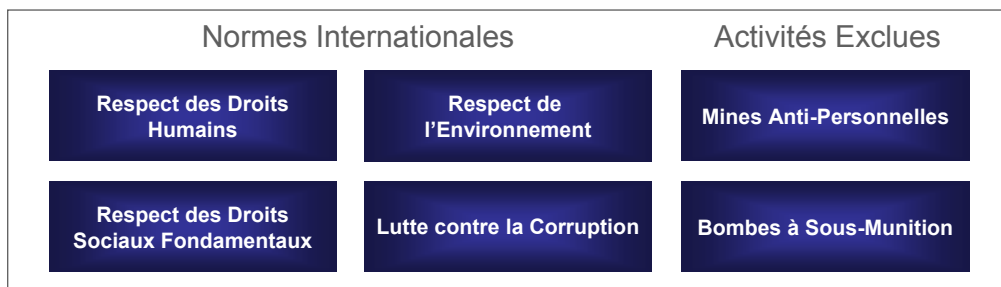 Normes Internationales
Activités Exclues
Respect des Droits
Humains
Respect de
l'Environnement
Mines Anti-Personnelles
Respect des Droits
Sociaux Fondamentaux
Lutte contre la Corruption
Bombes à Sous-Munition